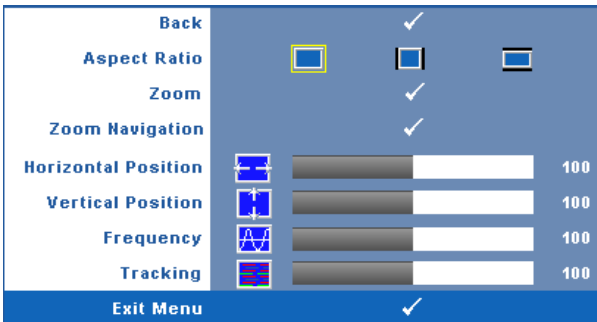 Back
Aspect Ratio
Zoom
Zoom Navigation
Horizontal Position 100
Vertical Position 100
Frequency 100
Tracking 100
Exit Menu